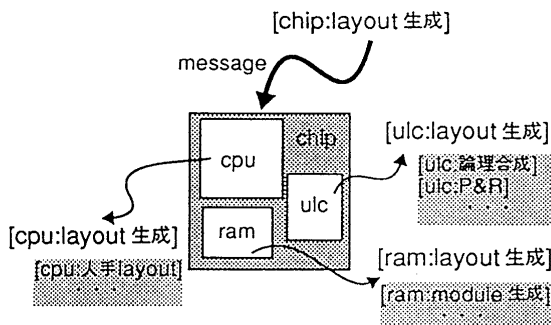 [chip:layout 生成]
message
chip
cpu
ulc
ram
[ulc:layout 生成]
[ulc:論理合成]
[ulc:P&R]
・・・
[cpu:layout 生成]
[cpu:人手layout]
・・・
[ram:layout 生成]
[ram:module 生成]
・・・